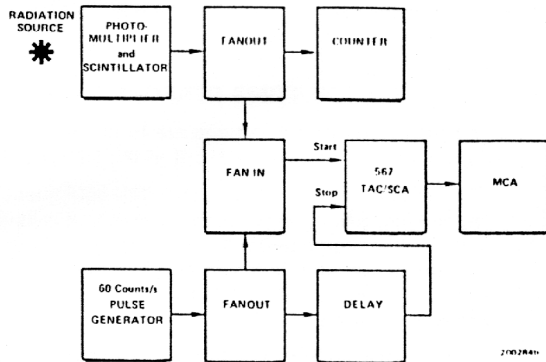 RADIATION
SOURCE
PHOTO-
MULTIPLIER
and
SCINTILLATOR
FANOUT
COUNTER
FAN IN
Start
Stop
567
TAC/SCA
MCA
60 Counts/s
PULSE
GENERATOR
FANOUT
DELAY